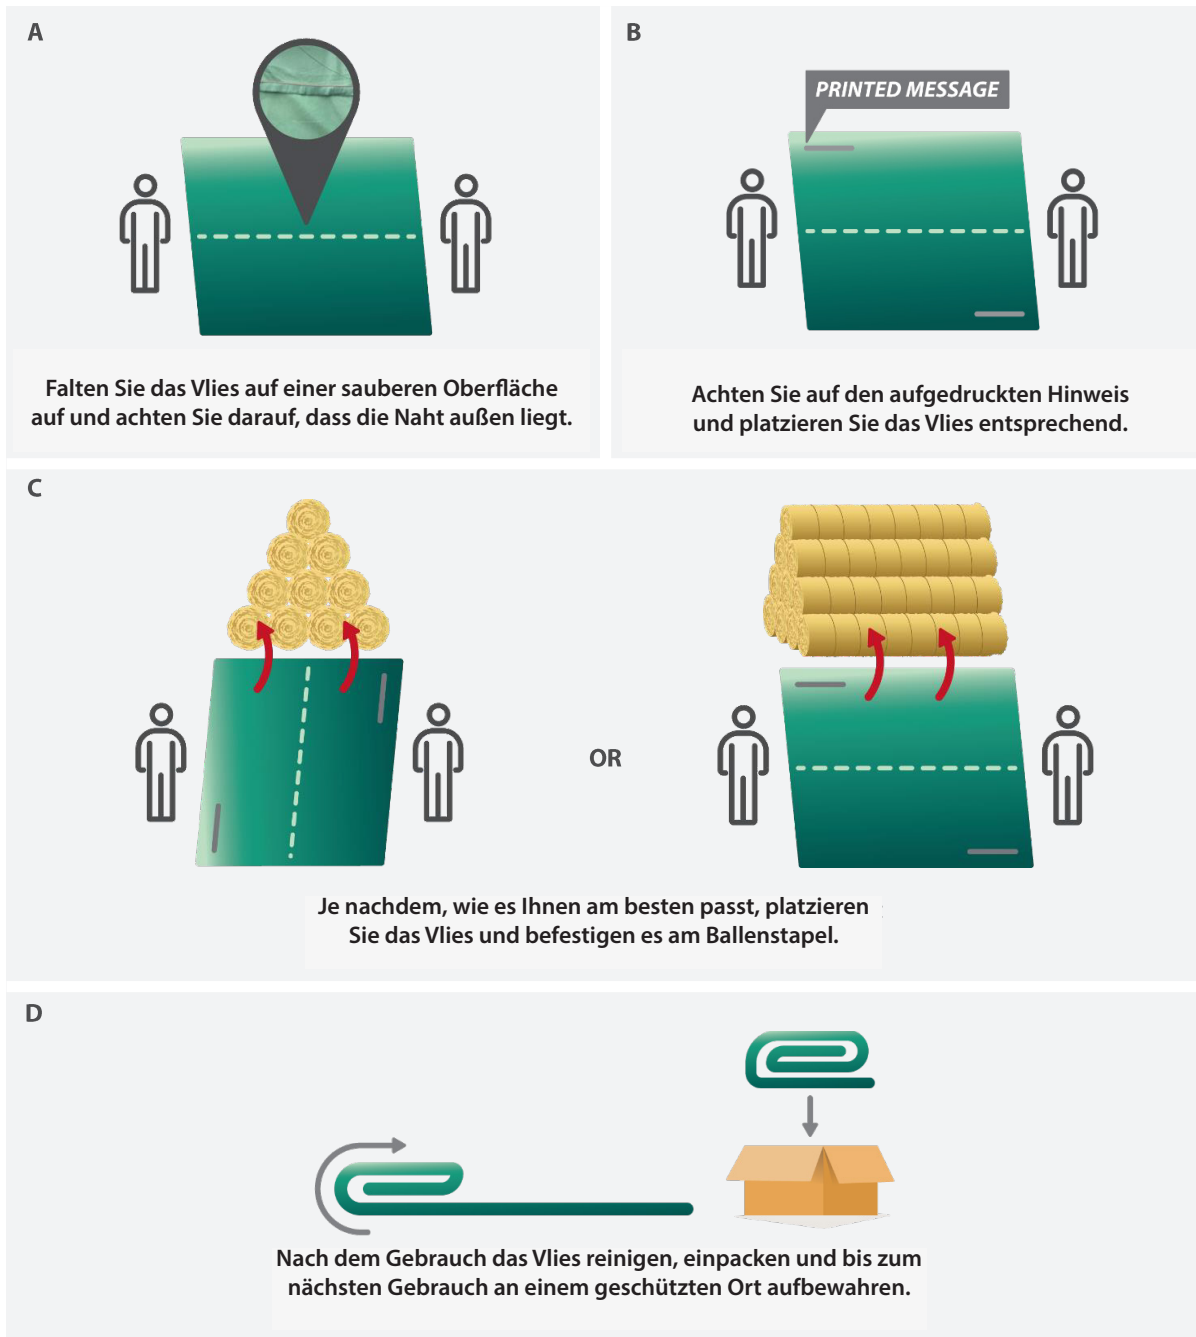 A
Falten Sie das Vlies auf einer sauberen Oberfläche
auf und achten Sie darauf, dass die Naht außen liegt.
B
PRINTED MESSAGE
Achten Sie auf den aufgedruckten Hinweis
und platzieren Sie das Vlies entsprechend.
C
OR
Je nachdem, wie es Ihnen am besten passt, platzieren
Sie das Vlies und befestigen es am Ballenstapel.
D
Nach dem Gebrauch das Vlies reinigen, einpacken und bis zum
nächsten Gebrauch an einem geschützten Ort aufbewahren.